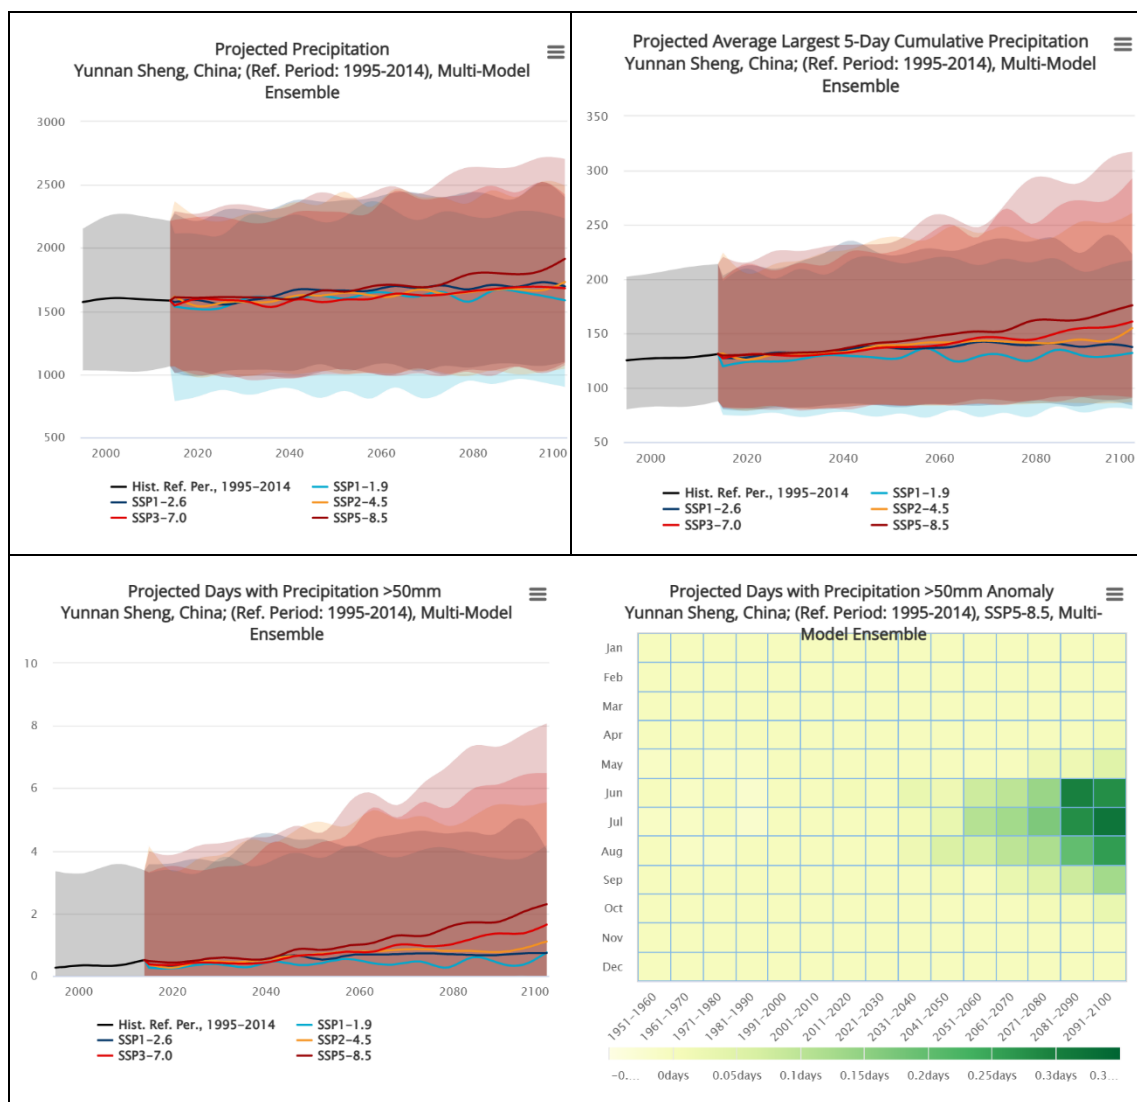 Projected Precipitation
Yunnan Sheng, China; (Ref. Period: 1995-2014), Multi-Model
Ensemble
3000
2500
2000
1500
1000
500
2000
2020
2040
2060
2080
2100
Hist. Ref. Per., 1995-2014
SSP1-1.9
SSP1-2.6
SSP2-4.5
SSP3-7.0
SSP5-8.5
Projected Average Largest 5-Day Cumulative Precipitation
Yunnan Sheng, China; (Ref. Period: 1995-2014), Multi-Model
Ensemble
350
300
250
200
150
100
50
2000
2020
2040
2060
2080
2100
Hist. Ref. Per., 1995-2014
SSP1-1.9
SSP1-2.6
SSP2-4.5
SSP3-7.0
SSP5-8.5
Projected Days with Precipitation >50mm
Yunnan Sheng, China; (Ref. Period: 1995-2014), Multi-Model
Ensemble
10
8
6
4
2
0
2000
2020
2040
2060
2080
2100
Hist. Ref. Per., 1995-2014
SSP1-1.9
SSP1-2.6
SSP2-4.5
SSP3-7.0
SSP5-8.5
Projected Days with Precipitation >50mm Anomaly
Yunnan Sheng, China; (Ref. Period: 1995-2014), SSP5-8.5, Multi-
Model Ensemble
Jan
Feb
Mar
Apr
May
Jun
Jul
Aug
Sep
Oct
Nov
Dec
1951-1960
1961-1970
1971-1980
1981-1990
1991-2000
2001-2010
2011-2020
2021-2030
2031-2040
2041-2050
2051-2060
2061-2070
2071-2080
2081-2090
2091-2100
-0....
0days
0.05days
0.1days
0.15days
0.2days
0.25days
0.3days
0.3...